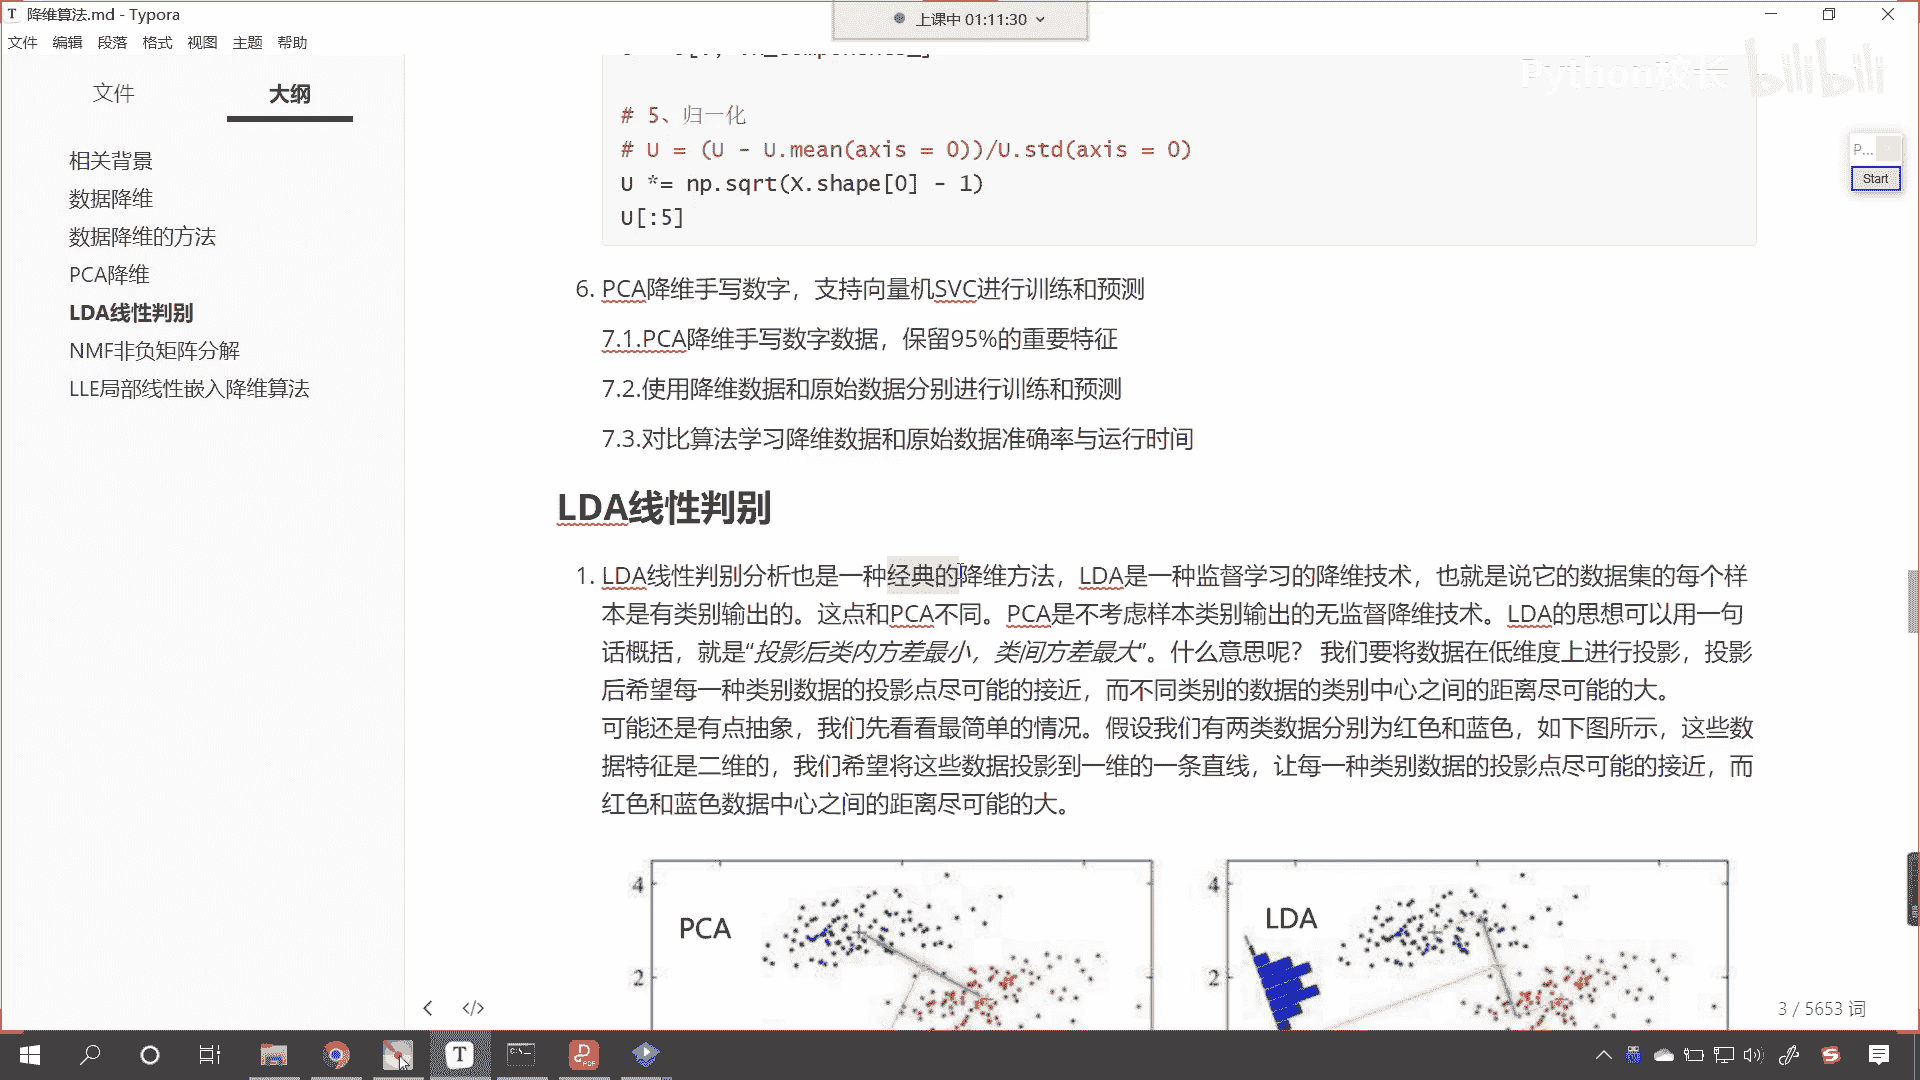 降维算法.md - Typora
上课中 01:11:30
文件 编辑 段落 格式 视图 主题 帮助
文件 大纲
相关背景
数据降维
数据降维的方法
PCA降维
LDA线性判别
NMF非负矩阵分解
LLE局部线性嵌入降维算法
Python校长 bilibili
P...
Start
# 5、归一化
# U = (U - U.mean(axis = 0))/U.std(axis = 0)
U *= np.sqrt(X.shape[0] - 1)
U[:5]
6. PCA降维手写数字，支持向量机SVC进行训练和预测
7.1.PCA降维手写数字数据，保留95%的重要特征
7.2.使用降维数据和原始数据分别进行训练和预测
7.3.对比算法学习降维数据和原始数据准确率与运行时间
LDA线性判别
1. LDA线性判别分析也是一种经典的降维方法，LDA是一种监督学习的降维技术，也就是说它的数据集的每个样
本是有类别输出的。这点和PCA不同。PCA是不考虑样本类别输出的无监督降维技术。LDA的思想可以用一句
话概括，就是“投影后类内方差最小，类间方差最大”。什么意思呢？ 我们要将数据在低维度上进行投影，投影
后希望每一种类别数据的投影点尽可能的接近，而不同类别的数据的类别中心之间的距离尽可能的大。
可能还是有点抽象，我们先看看最简单的情况。假设我们有两类数据分别为红色和蓝色，如下图所示，这些数
据特征是二维的，我们希望将这些数据投影到一维的一条直线，让每一种类别数据的投影点尽可能的接近，而
红色和蓝色数据中心之间的距离尽可能的大。
4
PCA
2
4
LDA
2
3 / 5653 词